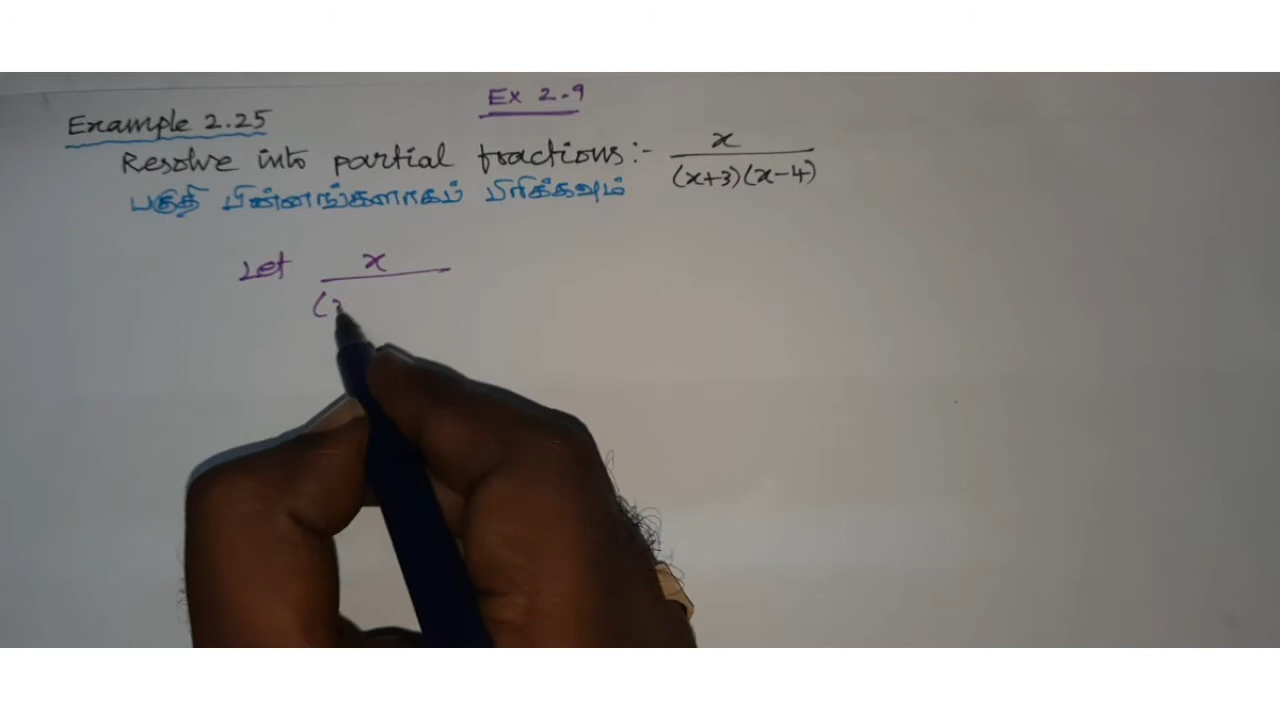 Ex 2.9
Example 2.25
Resolve into partial fractions:- x / (x+3)(x-4)
பகுதி பின்னங்களாகப் பிரிக்கவும்
Let x
(